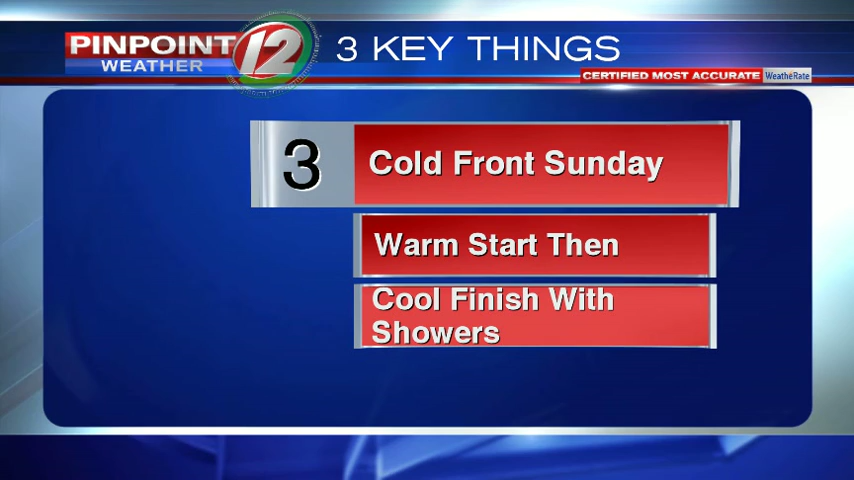 PINPOINT 12
WEATHER
3 KEY THINGS
CERTIFIED MOST ACCURATE WeatheRate
3 Cold Front Sunday
Warm Start Then
Cool Finish With
Showers